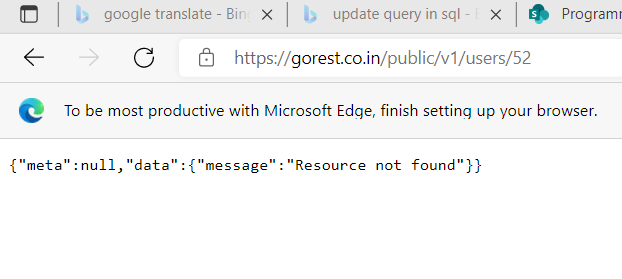 google translate - Bin
update query in sql - B
Programm
https://gorest.co.in/public/v1/users/52
To be most productive with Microsoft Edge, finish setting up your browser.
{"meta":null,"data":{"message":"Resource not found"}}